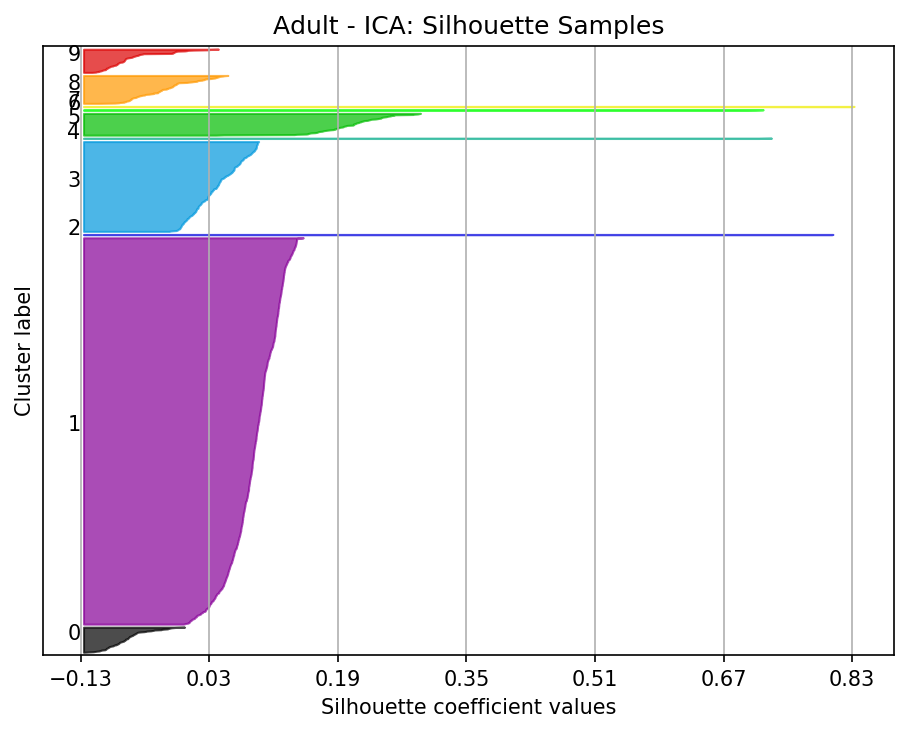 Adult - ICA: Silhouette Samples
Cluster label
9
8
7
6
5
4
3
2
1
0
−0.13 0.03 0.19 0.35 0.51 0.67 0.83
Silhouette coefficient values